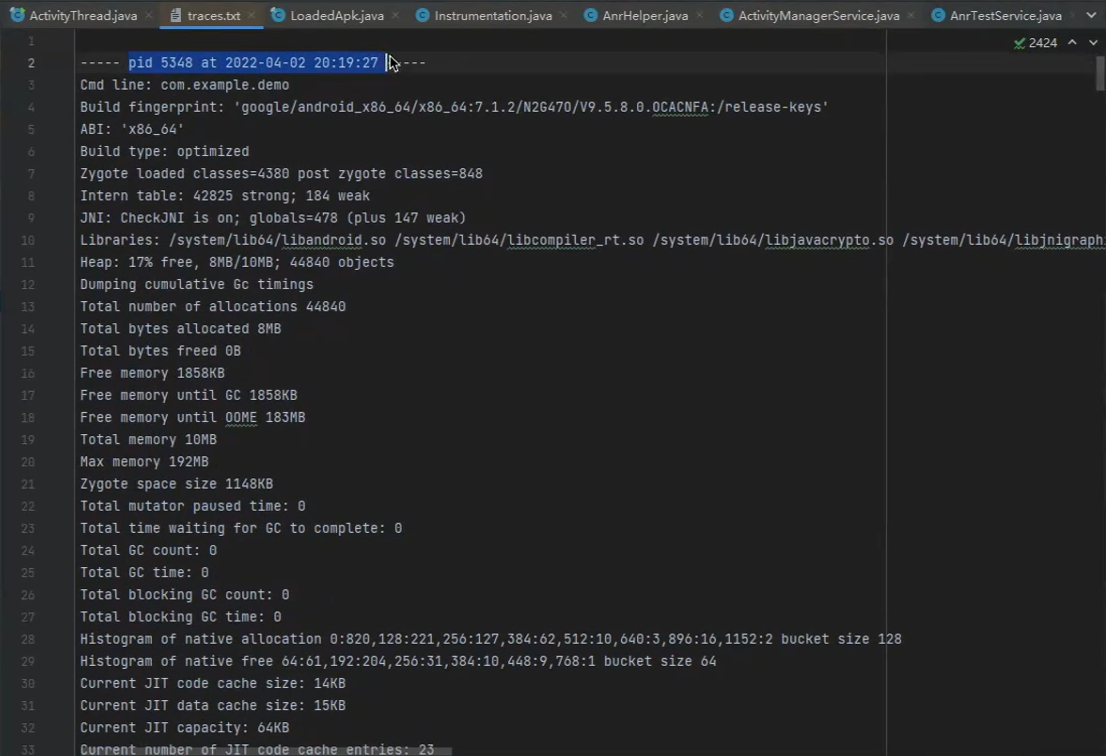 ActivityThread.java traces.txt LoadedApk.java Instrumentation.java AnrHelper.java ActivityManagerService.java AnrTestService.java
1
2424
2 ----- pid 5348 at 2022-04-02 20:19:27 -----
3 Cmd line: com.example.demo
4 Build fingerprint: 'google/android_x86_64/x86_64:7.1.2/N2G47O/V9.5.8.0.OCACNFA:/release-keys'
5 ABI: 'x86_64'
6 Build type: optimized
7 Zygote loaded classes=4380 post zygote classes=848
8 Intern table: 42825 strong; 184 weak
9 JNI: CheckJNI is on; globals=478 (plus 147 weak)
10 Libraries: /system/lib64/libandroid.so /system/lib64/libcompiler_rt.so /system/lib64/libjavacrypto.so /system/lib64/libjnigraphi
11 Heap: 17% free, 8MB/10MB; 44840 objects
12 Dumping cumulative Gc timings
13 Total number of allocations 44840
14 Total bytes allocated 8MB
15 Total bytes freed 0B
16 Free memory 1858KB
17 Free memory until GC 1858KB
18 Free memory until OOME 183MB
19 Total memory 10MB
20 Max memory 192MB
21 Zygote space size 1148KB
22 Total mutator paused time: 0
23 Total time waiting for GC to complete: 0
24 Total GC count: 0
25 Total GC time: 0
26 Total blocking GC count: 0
27 Total blocking GC time: 0
28 Histogram of native allocation 0:820,128:221,256:127,384:62,512:10,640:3,896:16,1152:2 bucket size 128
29 Histogram of native free 64:61,192:204,256:31,384:10,448:9,768:1 bucket size 64
30 Current JIT code cache size: 14KB
31 Current JIT data cache size: 15KB
32 Current JIT capacity: 64KB
33 Current number of JIT code cache entries: 23